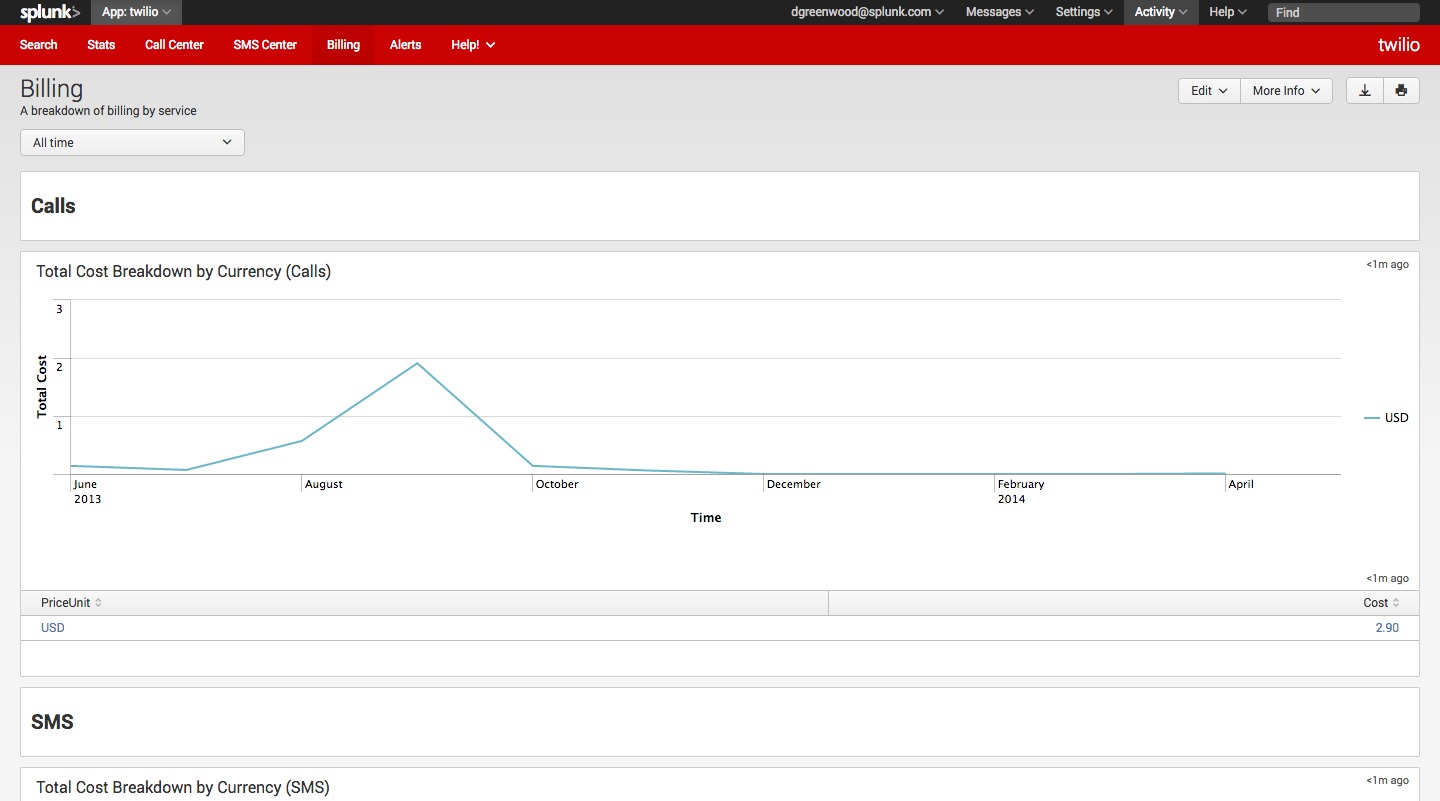 splunk> App: twilio dgreenwood@splunk.com Messages Settings Activity Help Find
Search Stats Call Center SMS Center Billing Alerts Help! twilio
Billing
A breakdown of billing by service
Edit More Info
All time
Calls
Total Cost Breakdown by Currency (Calls)
<1m ago
3
2
1
Total Cost
USD
June August October December February April
2013 2014
Time
<1m ago
PriceUnit Cost
USD 2.90
SMS
Total Cost Breakdown by Currency (SMS)
<1m ago